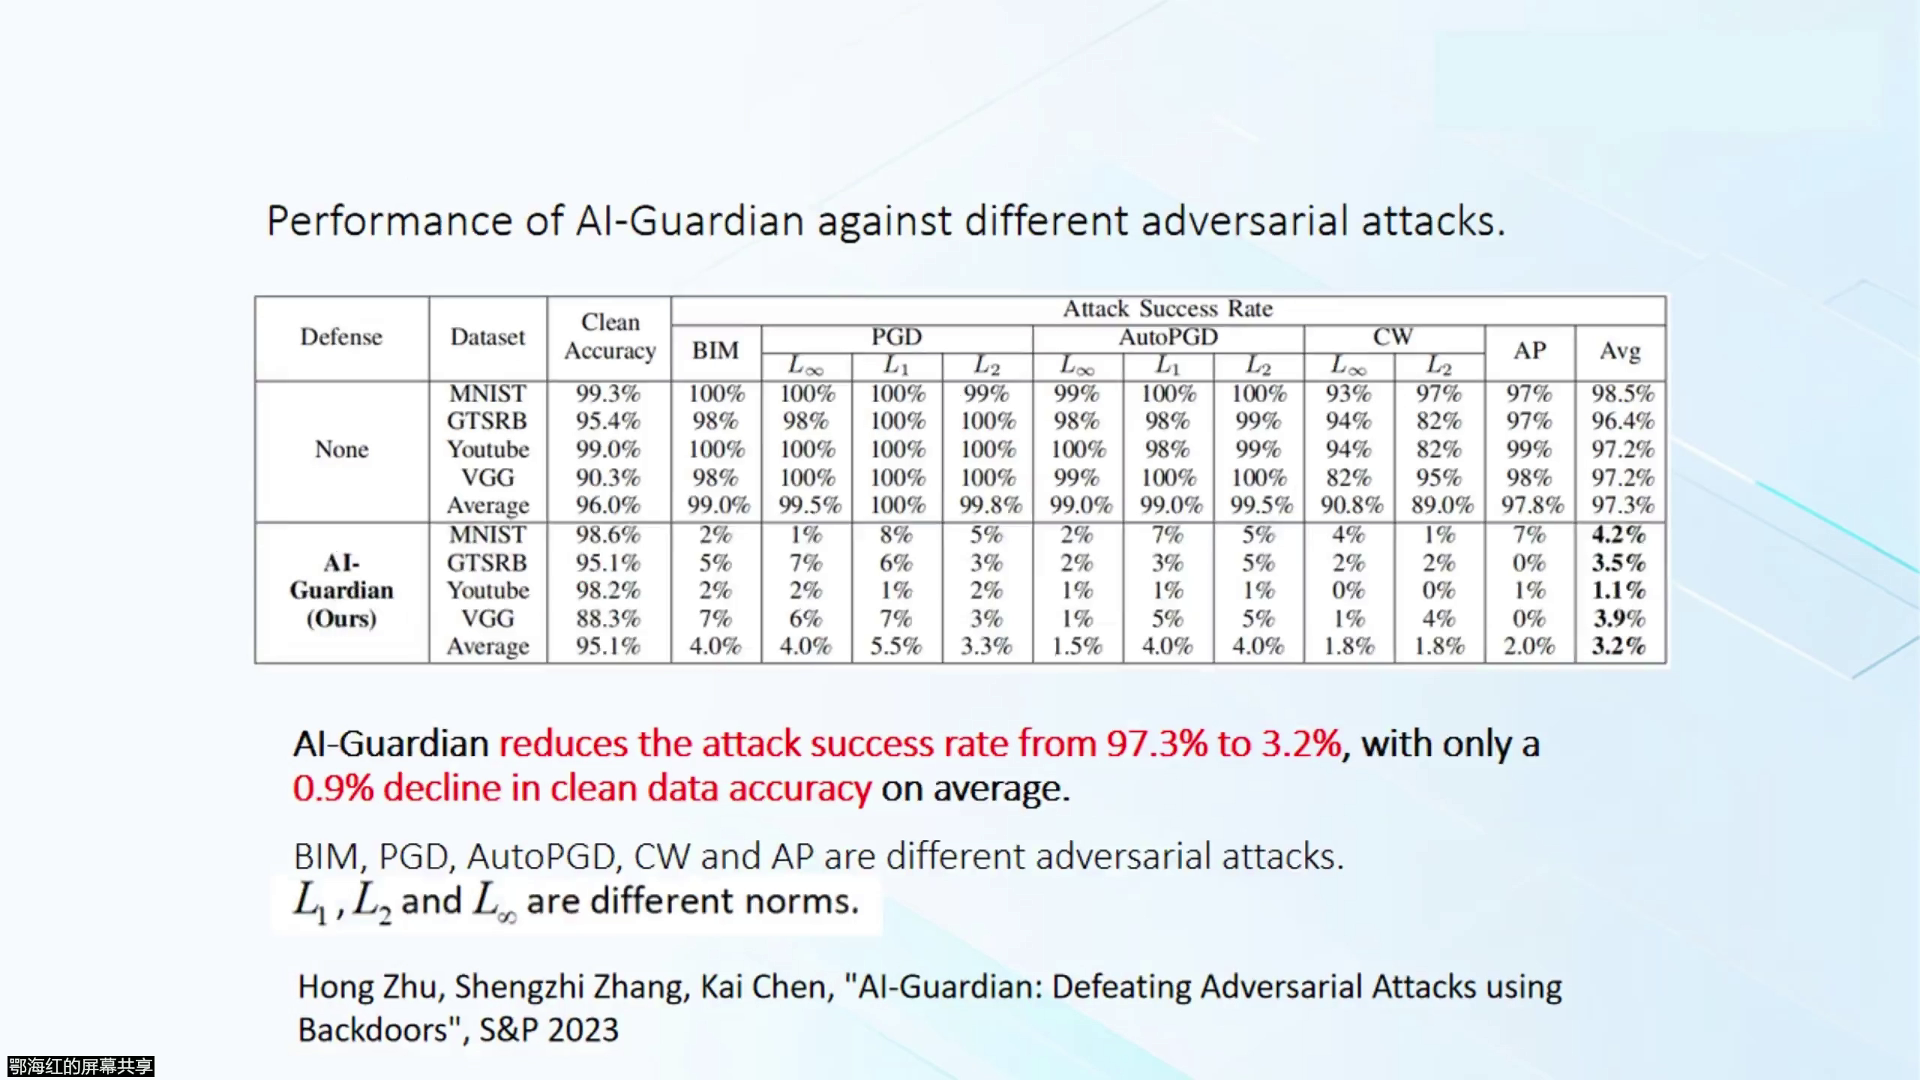 Performance of AI-Guardian against different adversarial attacks.
Defense Dataset Clean Accuracy Attack Success Rate
BIM PGD AutoPGD CW AP Avg
L∞ L1 L2 L∞ L1 L2 L∞ L2
None
MNIST 99.3% 100% 100% 100% 99% 99% 100% 100% 93% 97% 97% 98.5%
GTSRB 95.4% 98% 98% 100% 100% 98% 98% 99% 94% 82% 97% 96.4%
Youtube 99.0% 100% 100% 100% 100% 100% 98% 99% 94% 82% 99% 97.2%
VGG 90.3% 98% 100% 100% 100% 99% 100% 100% 82% 95% 98% 97.2%
Average 96.0% 99.0% 99.5% 100% 99.8% 99.0% 99.0% 99.5% 90.8% 89.0% 97.8% 97.3%
AI-
Guardian
(Ours)
MNIST 98.6% 2% 1% 8% 5% 2% 7% 5% 4% 1% 7% 4.2%
GTSRB 95.1% 5% 7% 6% 3% 2% 3% 5% 2% 2% 0% 3.5%
Youtube 98.2% 2% 2% 1% 2% 1% 1% 1% 0% 0% 1% 1.1%
VGG 88.3% 7% 6% 7% 3% 1% 5% 5% 1% 4% 0% 3.9%
Average 95.1% 4.0% 4.0% 5.5% 3.3% 1.5% 4.0% 4.0% 1.8% 1.8% 2.0% 3.2%
AI-Guardian reduces the attack success rate from 97.3% to 3.2%, with only a
0.9% decline in clean data accuracy on average.
BIM, PGD, AutoPGD, CW and AP are different adversarial attacks.
L1, L2 and L∞ are different norms.
Hong Zhu, Shengzhi Zhang, Kai Chen, "AI-Guardian: Defeating Adversarial Attacks using
Backdoors", S&P 2023
鄂海红的屏幕共享